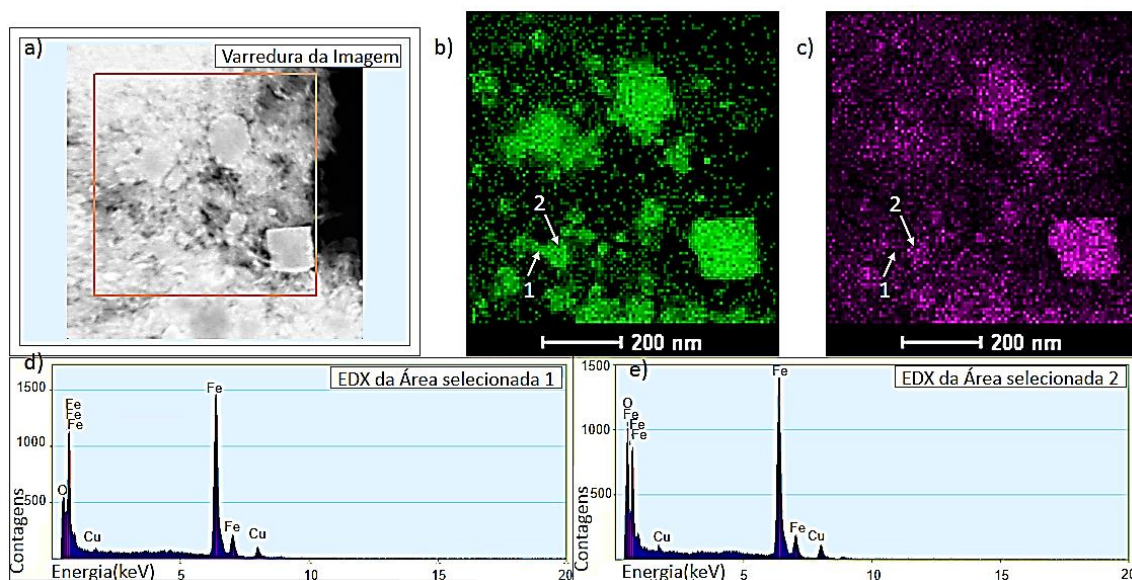 a)
Varredura da Imagem
b)
2
1
200 nm
c)
2
1
200 nm
d)
EDX da Área selecionada 1
1500
1000
500
Contagens
Fe
Fe
Fe
Fe
O
Cu
Fe
Cu
Energia(keV)
5
10
15
20
e)
EDX da Área selecionada 2
1500
1000
500
Contagens
Fe
O
Fe
Fe
Fe
Cu
Fe
Cu
Energia(keV)
5
10
15
20